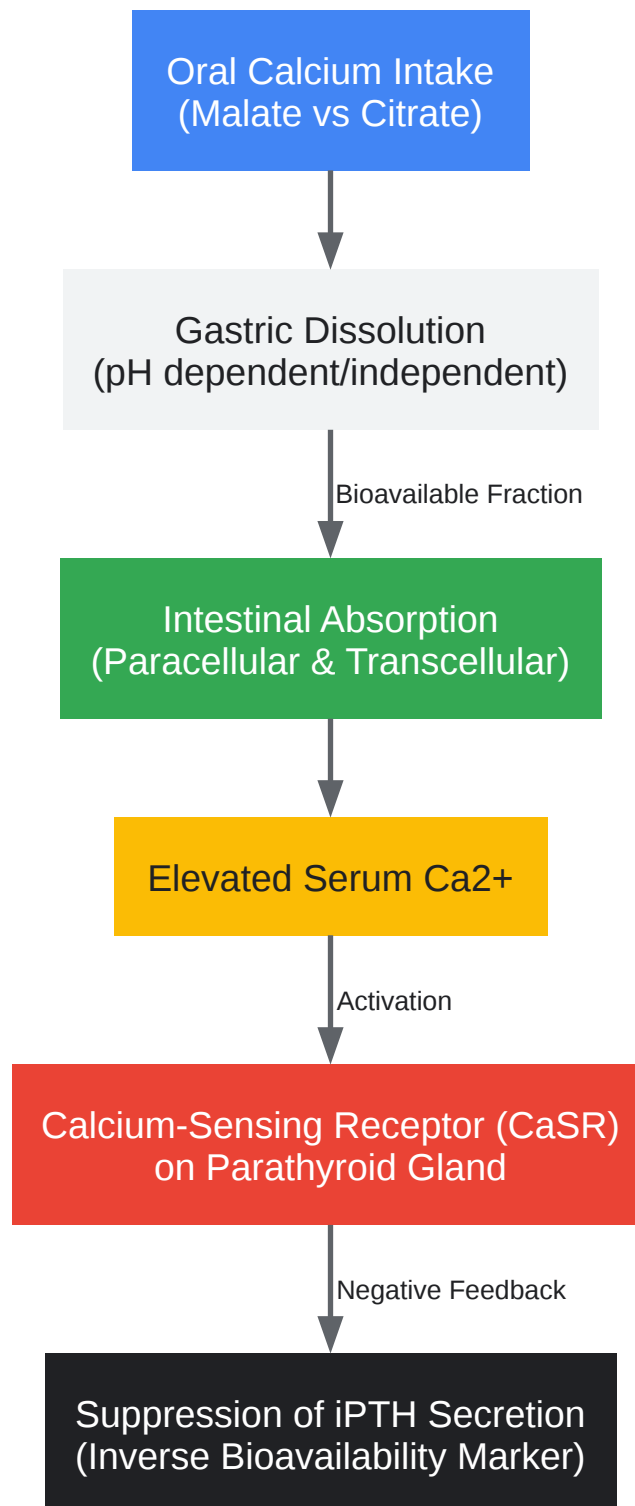 Oral Calcium Intake
(Malate vs Citrate)
Gastric Dissolution
(pH dependent/independent)
Bioavailable Fraction
Intestinal Absorption
(Paracellular & Transcellular)
Elevated Serum Ca2+
Activation
Calcium-Sensing Receptor (CaSR)
on Parathyroid Gland
Negative Feedback
Suppression of iPTH Secretion
(Inverse Bioavailability Marker)